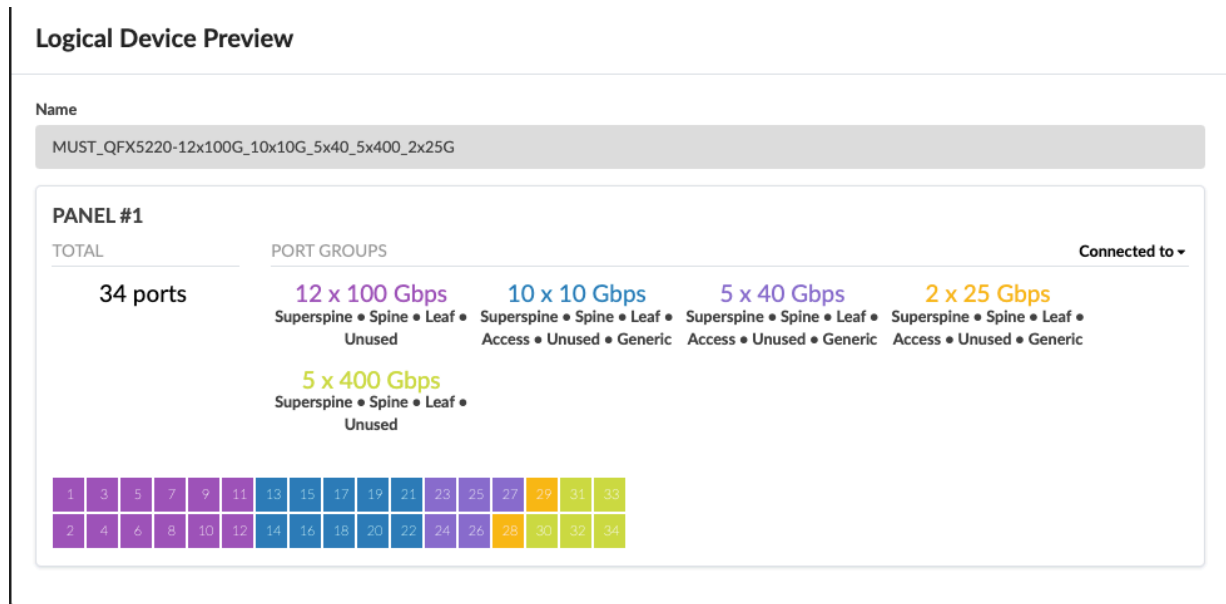 Logical Device Preview
Name
MUST_QFX5220-12x100G_10x10G_5x40_5x400_2x25G
PANEL #1
TOTAL
PORT GROUPS
Connected to
34 ports
12 x 100 Gbps
Superspine • Spine • Leaf •
Unused
10 x 10 Gbps
Superspine • Spine • Leaf •
Access • Unused • Generic
5 x 40 Gbps
Superspine • Spine • Leaf •
Access • Unused • Generic
2 x 25 Gbps
Superspine • Spine • Leaf •
Access • Unused • Generic
5 x 400 Gbps
Superspine • Spine • Leaf •
Unused
1 3 5 7 9 11 13 15 17 19 21 23 25 27 29 31 33
2 4 6 8 10 12 14 16 18 20 22 24 26 28 30 32 34